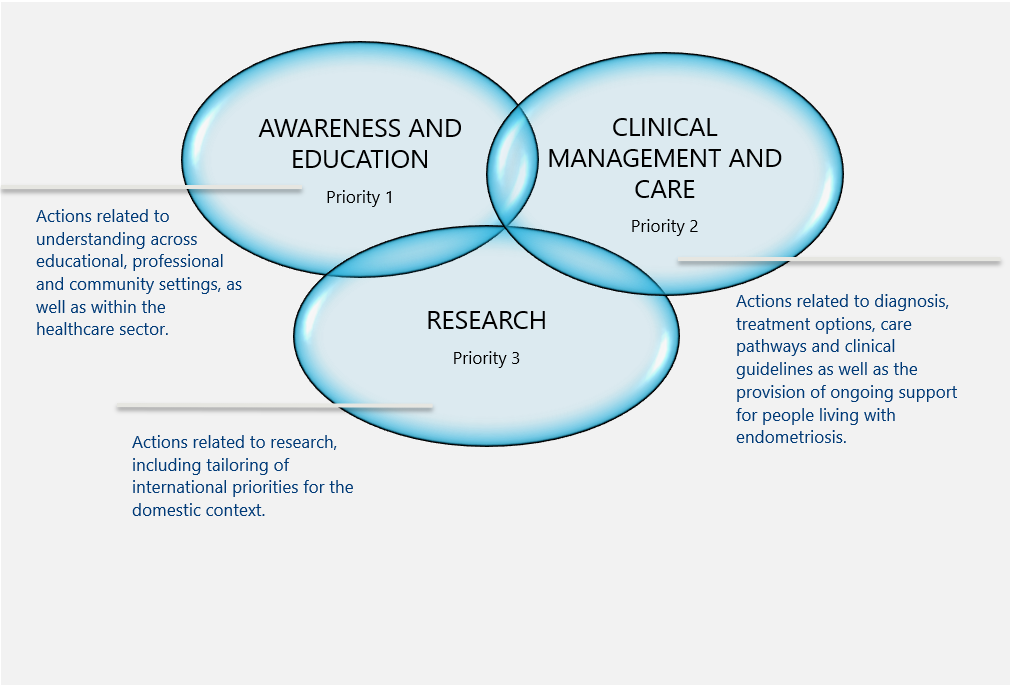 AWARENESS AND
EDUCATION
Priority 1
CLINICAL
MANAGEMENT AND
CARE
Priority 2
Actions related to
understanding across
educational, professional
and community settings, as
well as within the
healthcare sector.
RESEARCH
Priority 3
Actions related to diagnosis,
treatment options, care
pathways and clinical
guidelines as well as the
provision of ongoing support
for people living with
endometriosis.
Actions related to research,
including tailoring of
international priorities for the
domestic context.